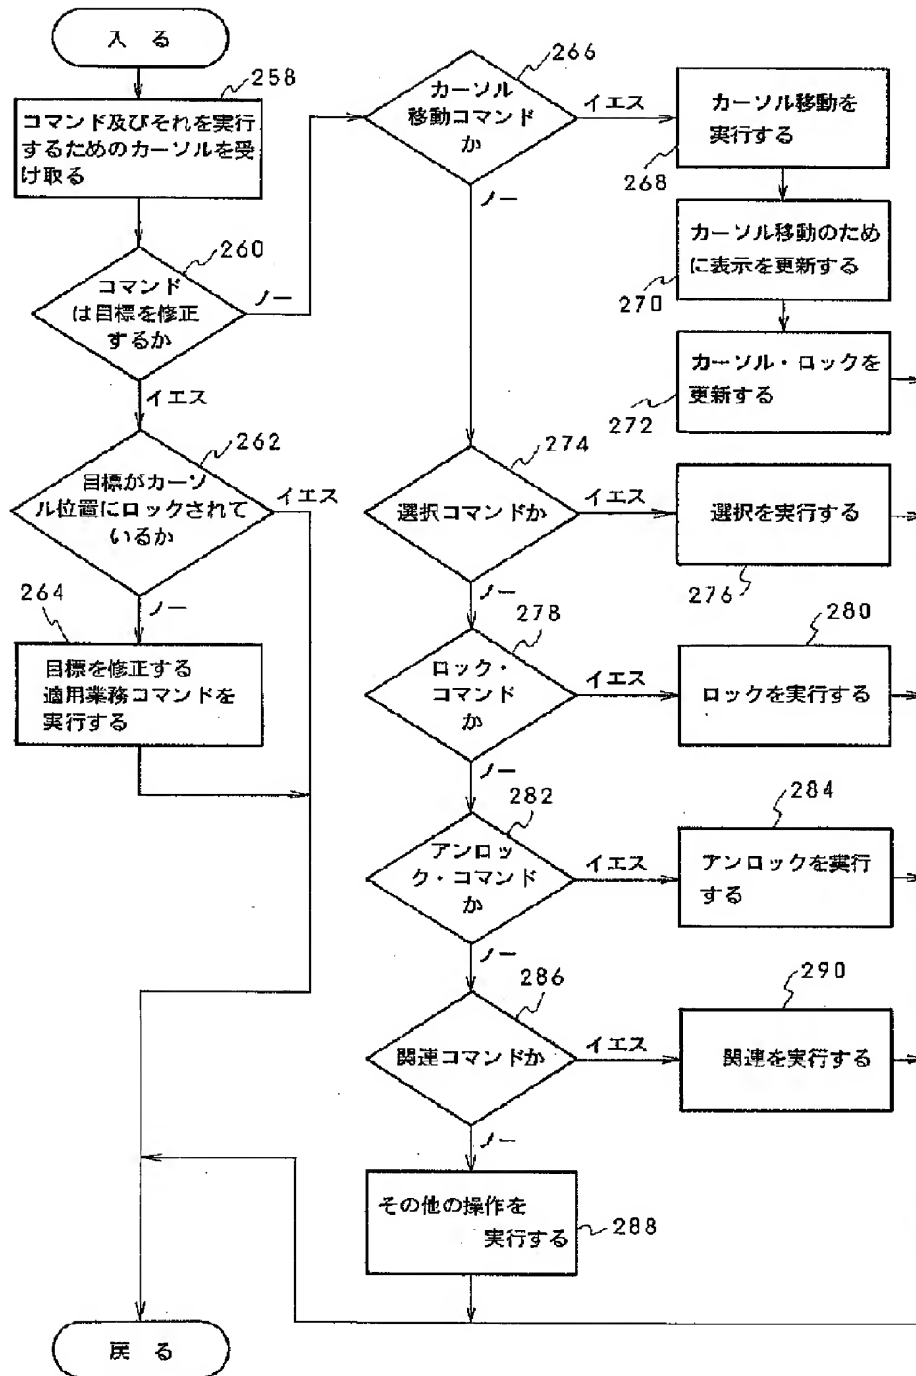 入る
258
コマンド及びそれを実行
するためのカーソルを受
け取る
260
コマンド
は目標を修正
するか
ノー
イエス
262
目標がカーソ
ル位置にロックされて
いるか
イエス
ノー
264
目標を修正する
適用業務コマンドを
実行する
266
カーソル
移動コマンド
か
イエス
ノー
カーソル移動を
実行する
268
カーソル移動のため
に表示を更新する
270
カーソル・ロックを
更新する
272
274
選択コマンドか
イエス
ノー
選択を実行する
276
278
ロック・
コマンド
か
イエス
ノー
280
ロックを実行する
282
アンロッ
ク・コマンド
か
イエス
ノー
284
アンロックを実行
する
286
関連コマンドか
イエス
ノー
290
関連を実行する
その他の操作を
実行する
288
戻る